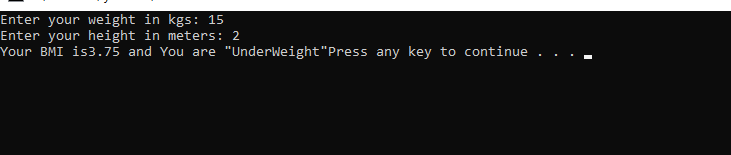 Enter your weight in kgs: 15
Enter your height in meters: 2
Your BMI is3.75 and You are "UnderWeight"Press any key to continue . . .